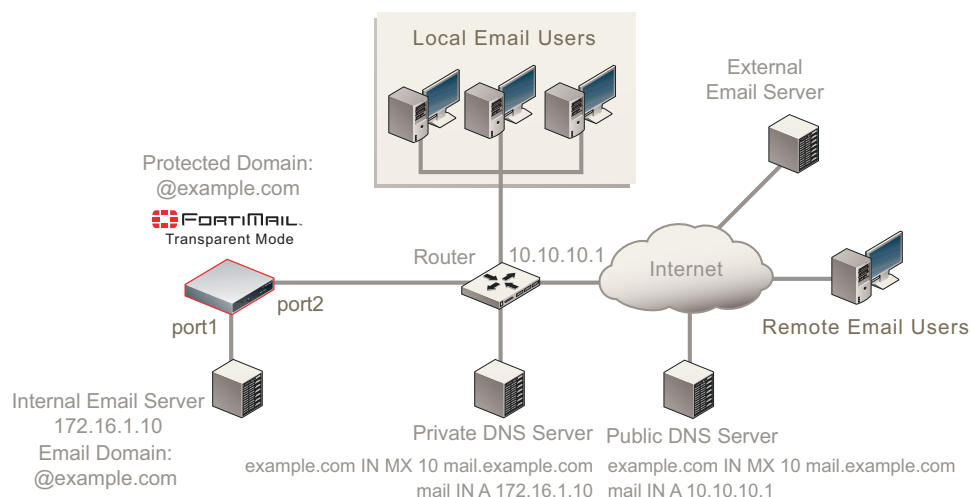 Local Email Users
External
Email Server
Protected Domain:
@example.com
FORTIMAIL
Transparent Mode
Router
10.10.10.1
Internet
port1
port2
Remote Email Users
Internal Email Server
172.16.1.10
Email Domain:
@example.com
Private DNS Server
example.com IN MX 10 mail.example.com
mail IN A 172.16.1.10
Public DNS Server
example.com IN MX 10 mail.example.com
mail IN A 10.10.10.1